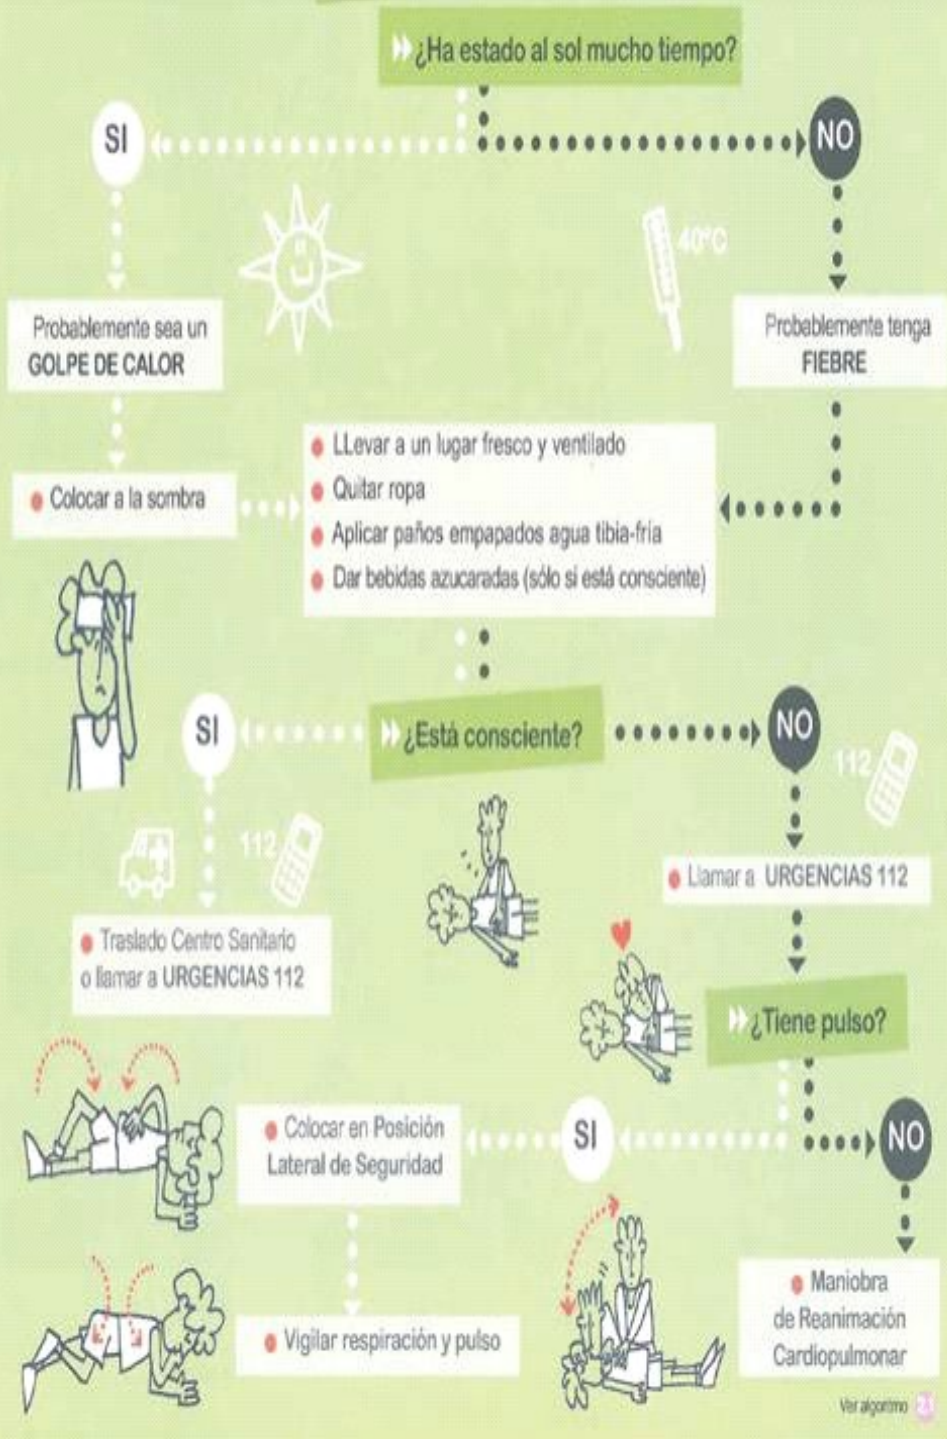 ¿Ha estado al sol mucho tiempo?
SI
NO
40ºC
Probablemente sea un
GOLPE DE CALOR
Probablemente tenga
FIEBRE
Colocar a la sombra
LLevar a un lugar fresco y ventilado
Quitar ropa
Aplicar paños empapados agua tibia-fría
Dar bebidas azucaradas (sólo si está consciente)
¿Está consciente?
SI
NO
112
112
Llamar a URGENCIAS 112
Traslado Centro Sanitario
o llamar a URGENCIAS 112
¿Tiene pulso?
SI
NO
Colocar en Posición
Lateral de Seguridad
Vigilar respiración y pulso
Maniobra
de Reanimación
Cardiopulmonar
Ver algoritmo 2.1